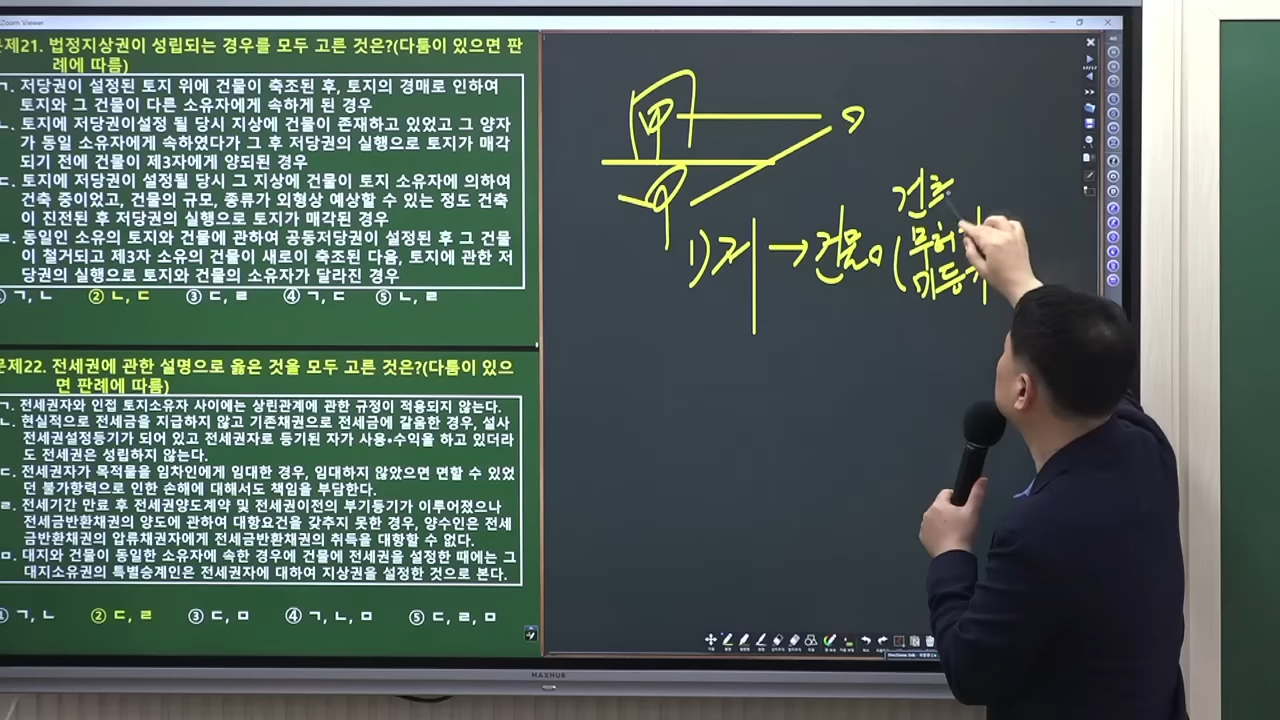 Zoom Viewer
문제21. 법정지상권이 성립되는 경우를 모두 고른 것은?(다툼이 있으면 판
례에 따름)
ㄱ. 저당권이 설정된 토지 위에 건물이 축조된 후, 토지의 경매로 인하여
토지와 그 건물이 다른 소유자에게 속하게 된 경우
ㄴ. 토지에 저당권이설정 될 당시 지상에 건물이 존재하고 있었고 그 양자
가 동일 소유자에게 속하였다가 그 후 저당권의 실행으로 토지가 매각
되기 전에 건물이 제3자에게 양되된 경우
ㄷ. 토지에 저당권이 설정될 당시 그 지상에 건물이 토지 소유자에 의하여
건축 중이었고, 건물의 규모, 종류가 외형상 예상할 수 있는 정도 건축
이 진전된 후 저당권의 실행으로 토지가 매각된 경우
ㄹ. 동일인 소유의 토지와 건물에 관하여 공동저당권이 설정된 후 그 건물
이 철거되고 제3자 소유의 건물이 새로이 축조된 다음, 토지에 관한 저
당권의 실행으로 토지와 건물의 소유자가 달라진 경우
① ㄱ, ㄴ ② ㄴ, ㄷ ③ ㄷ, ㄹ ④ ㄱ, ㄷ ⑤ ㄴ, ㄹ
문제22. 전세권에 관한 설명으로 옳은 것을 모두 고른 것은?(다툼이 있으
면 판례에 따름)
ㄱ. 전세권자와 인접 토지소유자 사이에는 상린관계에 관한 규정이 적용되지 않는다.
ㄴ. 현실적으로 전세금을 지급하지 않고 기존채권으로 전세금에 갈음한 경우, 설사
전세권설정등기가 되어 있고 전세권자로 등기된 자가 사용•수익을 하고 있더라
도 전세권은 성립하지 않는다.
ㄷ. 전세권자가 목적물을 임차인에게 임대한 경우, 임대하지 않았으면 면할 수 있었
던 불가항력으로 인한 손해에 대해서도 책임을 부담한다.
ㄹ. 전세기간 만료 후 전세권양도계약 및 전세권이전의 부기등기가 이루어졌으나
전세금반환채권의 양도에 관하여 대항요건을 갖추지 못한 경우, 양수인은 전세
금반환채권의 압류채권자에게 전세금반환채권의 취득을 대항할 수 없다.
ㅁ. 대지와 건물이 동일한 소유자에 속한 경우에 건물에 전세권을 설정한 때에는 그
대지소유권의 특별승계인은 전세권자에 대하여 지상권을 설정한 것으로 본다.
① ㄱ, ㄴ ② ㄷ, ㄹ ③ ㄷ, ㅁ ④ ㄱ, ㄴ, ㅁ ⑤ ㄷ, ㄹ, ㅁ
甲
甲
건축
1) 저 → 건물o (무허
미등기
MAXHUB